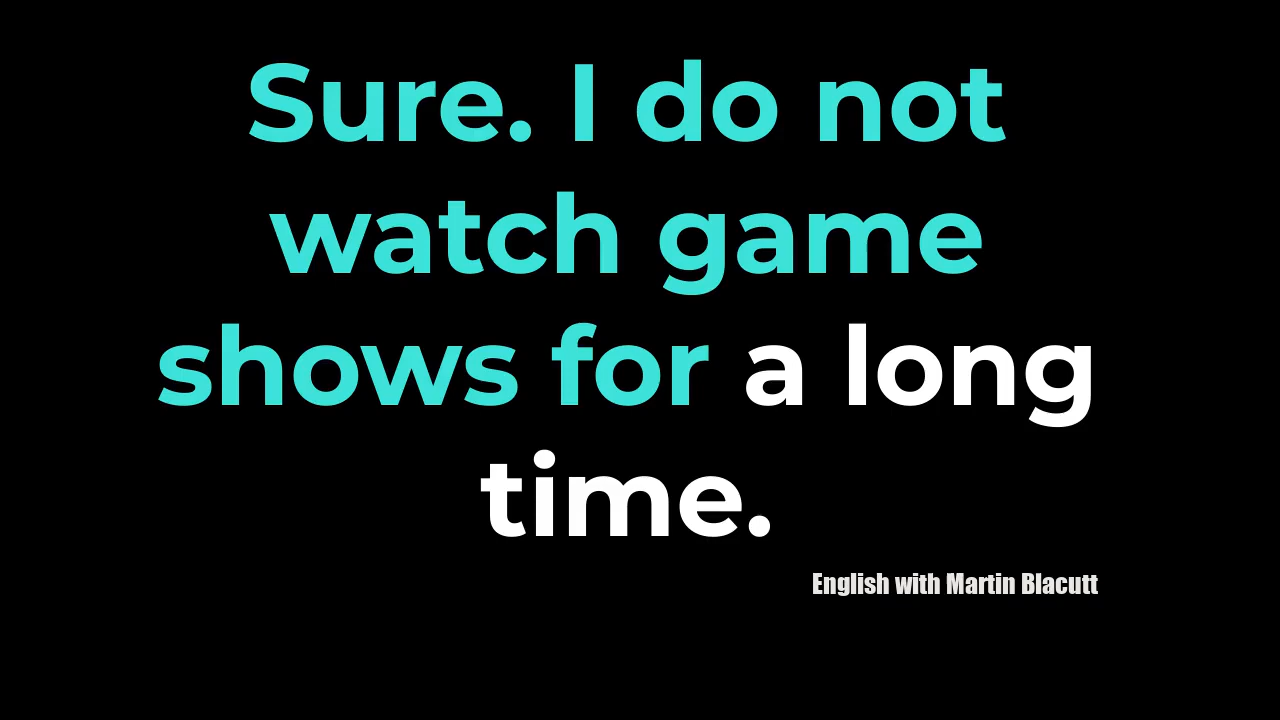 Sure. I do not
watch game
shows for a long
time.
English with Martin Blacutt